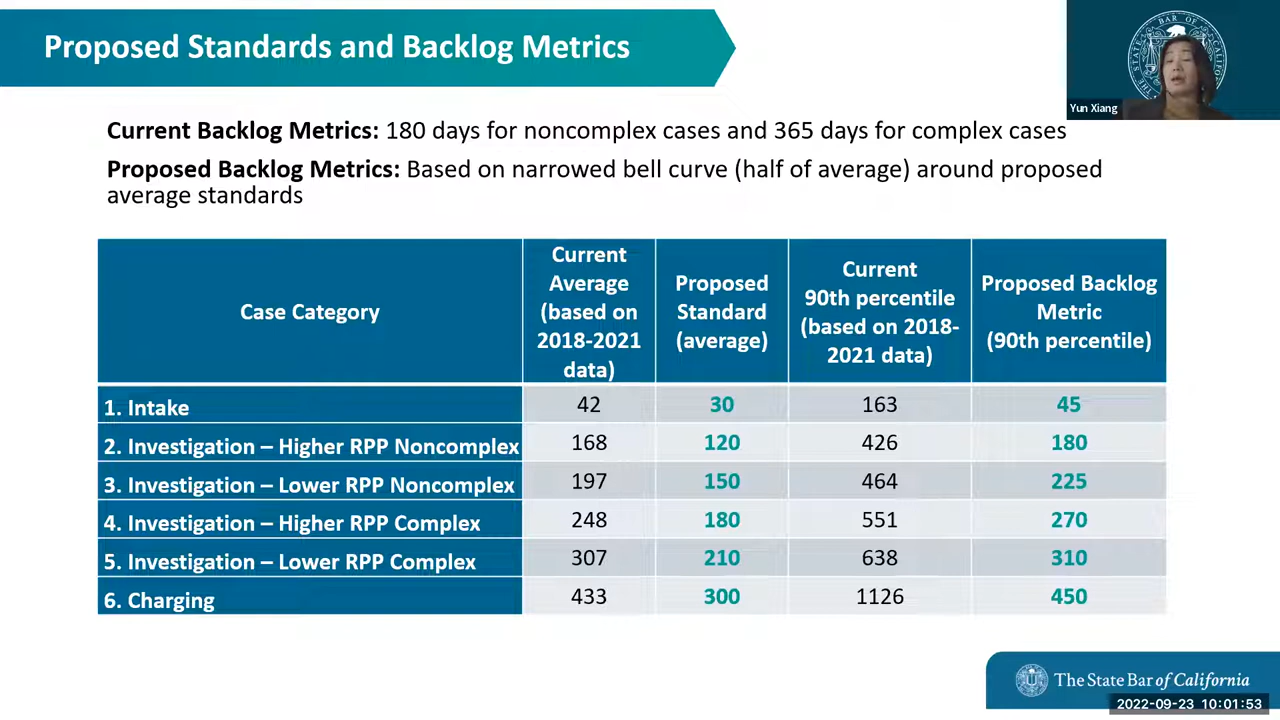 Proposed Standards and Backlog Metrics
THE STATE BAR OF CALIFORNIA
Yun Xiang
Current Backlog Metrics: 180 days for noncomplex cases and 365 days for complex cases
Proposed Backlog Metrics: Based on narrowed bell curve (half of average) around proposed
average standards
Case Category
Current
Average
(based on
2018-2021
data)
Proposed
Standard
(average)
Current
90th percentile
(based on 2018-
2021 data)
Proposed Backlog
Metric
(90th percentile)
1. Intake 42 30 163 45
2. Investigation – Higher RPP Noncomplex 168 120 426 180
3. Investigation – Lower RPP Noncomplex 197 150 464 225
4. Investigation – Higher RPP Complex 248 180 551 270
5. Investigation – Lower RPP Complex 307 210 638 310
6. Charging 433 300 1126 450
The State Bar of California
2022-09-23 10:01:53